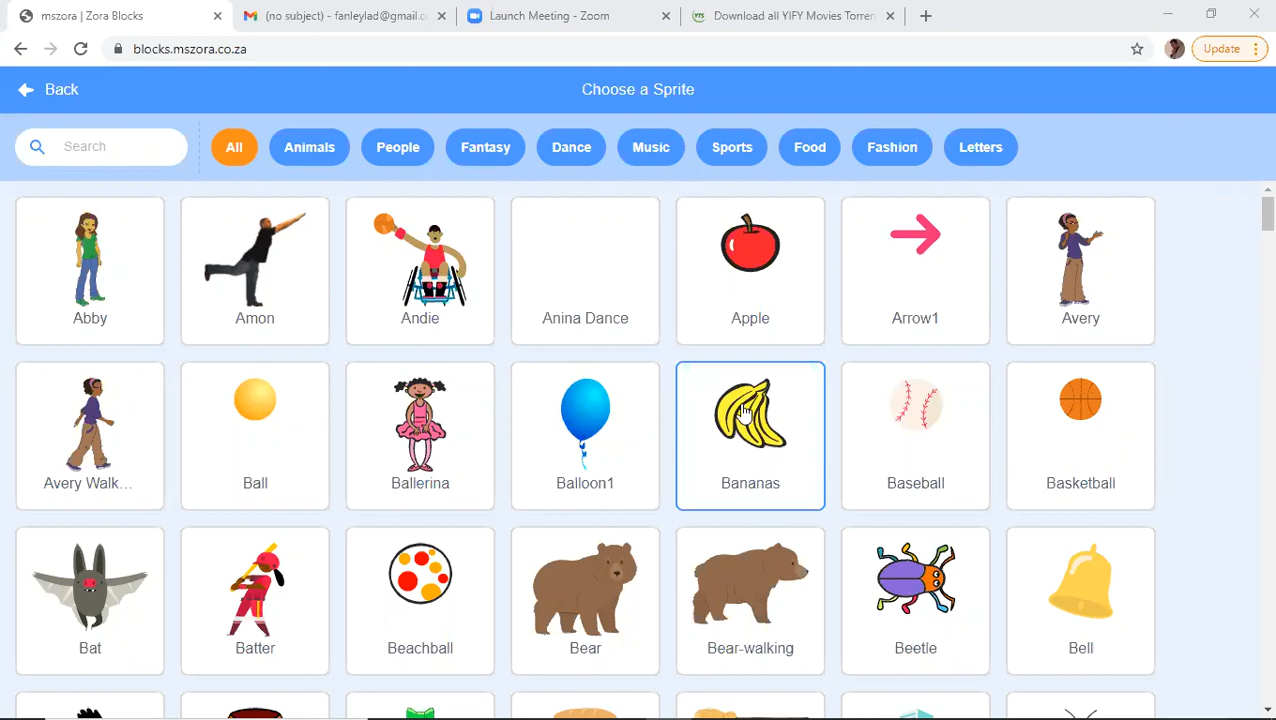 mszora | Zora Blocks
(no subject) - fanleylad@gmail.c
Launch Meeting - Zoom
Download all YIFY Movies Torren
blocks.mszora.co.za
Update
Back
Choose a Sprite
Search
All
Animals
People
Fantasy
Dance
Music
Sports
Food
Fashion
Letters
Abby
Amon
Andie
Anina Dance
Apple
Arrow1
Avery
Avery Walk...
Ball
Ballerina
Balloon1
Bananas
Baseball
Basketball
Bat
Batter
Beachball
Bear
Bear-walking
Beetle
Bell